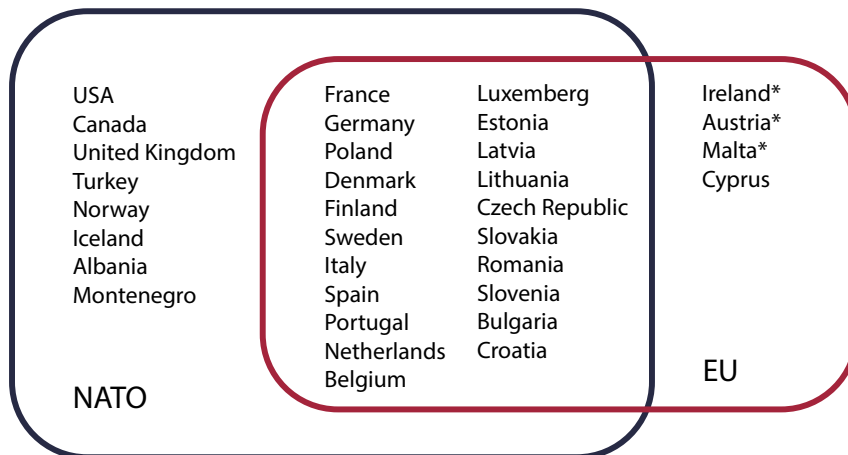 USA
Canada
United Kingdom
Turkey
Norway
Iceland
Albania
Montenegro
NATO
France
Germany
Poland
Denmark
Finland
Sweden
Italy
Spain
Portugal
Netherlands
Belgium
Luxemberg
Estonia
Latvia
Lithuania
Czech Republic
Slovakia
Romania
Slovenia
Bulgaria
Croatia
Ireland*
Austria*
Malta*
Cyprus
EU